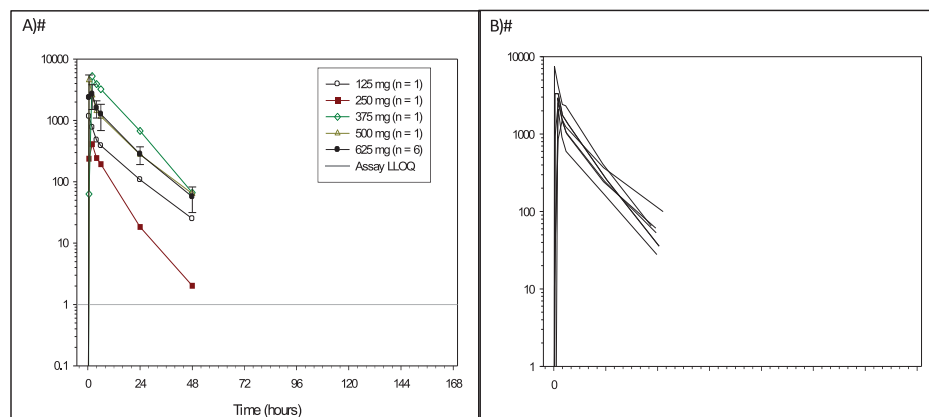 A)#
10000
1000
100
10
1
0.1
125 mg (n = 1)
250 mg (n = 1)
375 mg (n = 1)
500 mg (n = 1)
625 mg (n = 6)
Assay LLOQ
0 24 48 72 96 120 144 168
Time (hours)
B)#
10000
1000
100
10
1
0